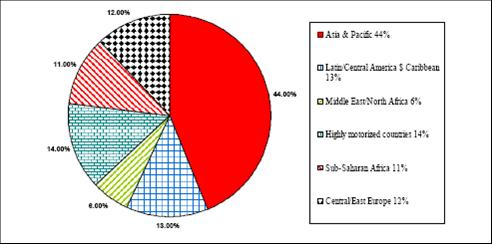 12.00%
11.00%
44.00%
14.00%
6.00%
13.00%
Asia & Pacific 44%
Latin/Central America $ Caribbean
13%
Middle East/North Africa 6%
Highly motorized countries 14%
Sub-Saharan Africa 11%
Central/East Europe 12%